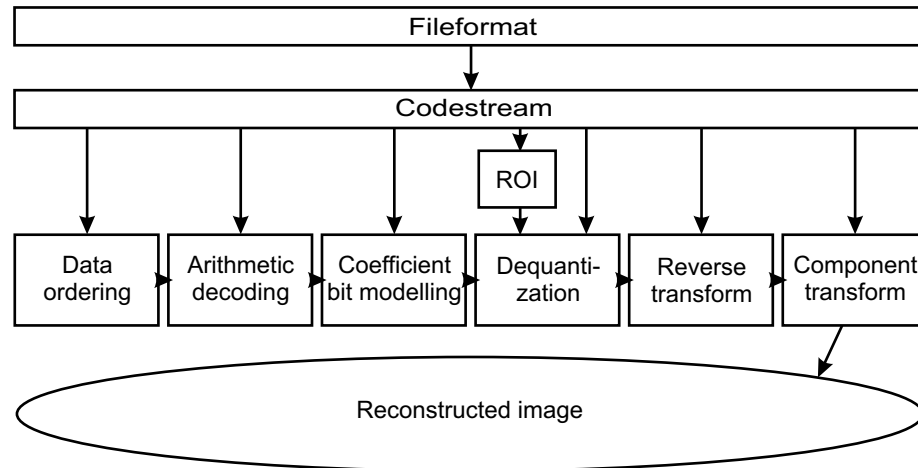 Fileformat
Codestream
ROI
Data
ordering
Arithmetic
decoding
Coefficient
bit modelling
Dequanti-
zation
Reverse
transform
Component
transform
Reconstructed image